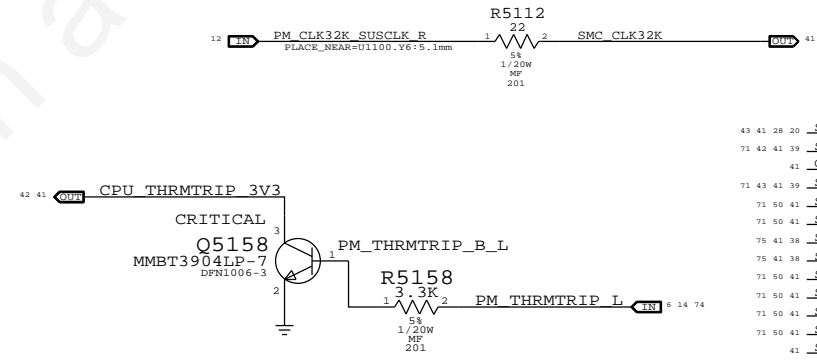 R5112
22
12 IN PM_CLK32K_SUSCLK_R 1 2 SMC_CLK32K OUT 41
PLACE_NEAR=U1100.Y6:5.1mm
5%
1/20W
MF
201
43 41 28 20
71 42 41 39
41
42 41 OUT CPU_THRMTRIP_3V3
71 43 41 39
71 50 41
CRITICAL
71 50 41
3
Q5158
MMBT3904LP-7
DFN1006-3
1 PM_THRMTRIP_B_L
75 41 38
75 41 38
71 50 41
2
R5158
3.3K
1 2 PM_THRMTRIP_L IN 6 14 74
5%
1/20W
MF
201
71 50 41
71 50 41
71 50 41
41